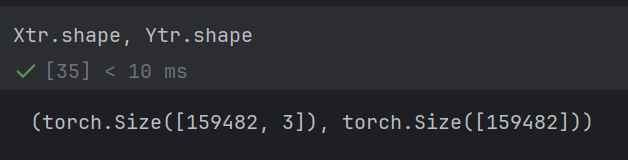 Xtr.shape, Ytr.shape
[35] < 10 ms
(torch.Size([159482, 3]), torch.Size([159482]))